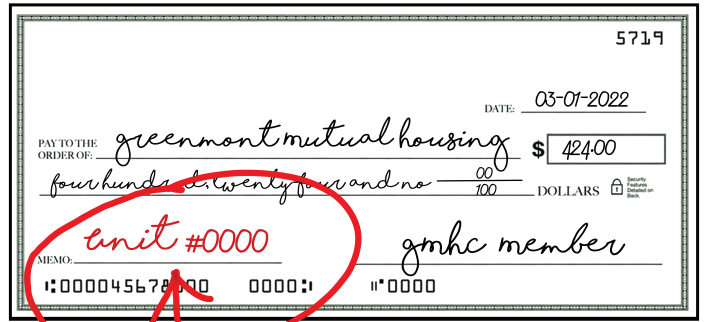 5719
DATE: 03-01-2022
PAY TO THE
ORDER OF: greenmont mutual housing $ 424.00
four hundred, twenty four and no 00/100 DOLLARS
Security
Features
Detailed on
Back.
MEMO: unit #0000 gmhc member
⑆0000456780000 0000⑆ ⑈0000